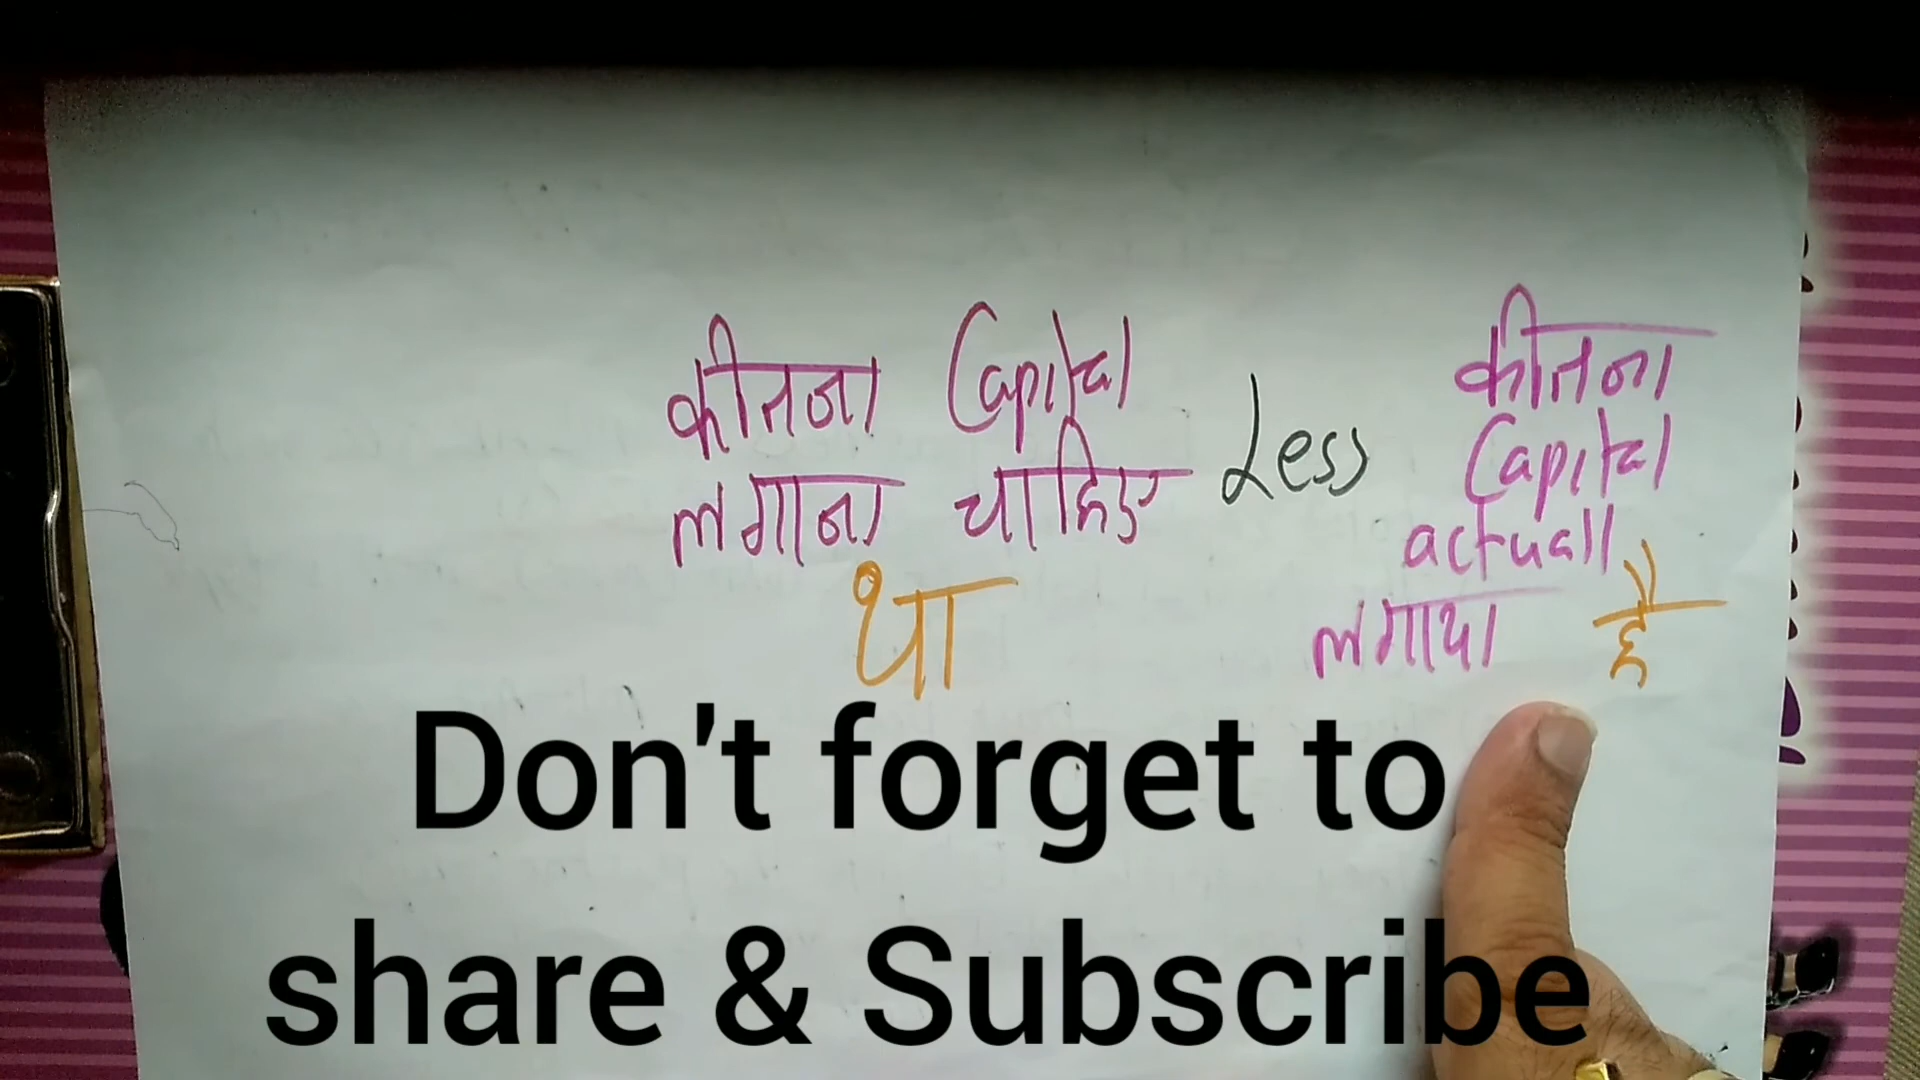 कीतना Capital
लगाना चाहिए
था
Less
कीतना
Capital
actuall
लगाया है
Don't forget to
share & Subscribe